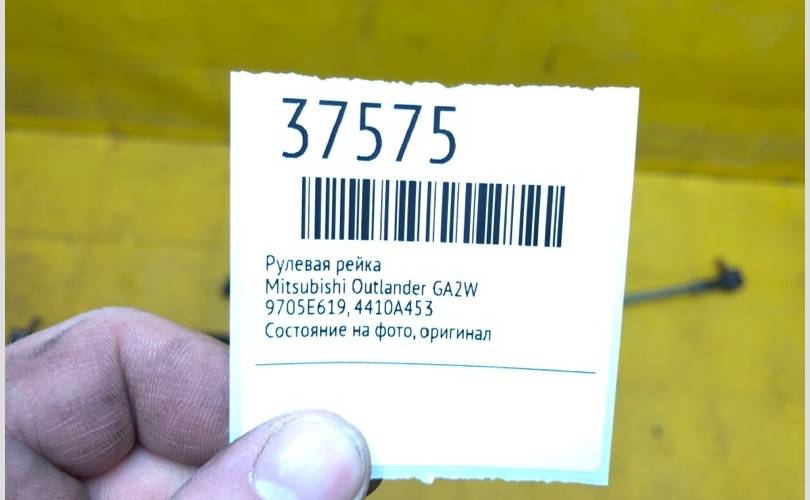 37575
Рулевая рейка
Mitsubishi Outlander GA2W
9705E619, 4410A453
Состояние на фото, оригинал